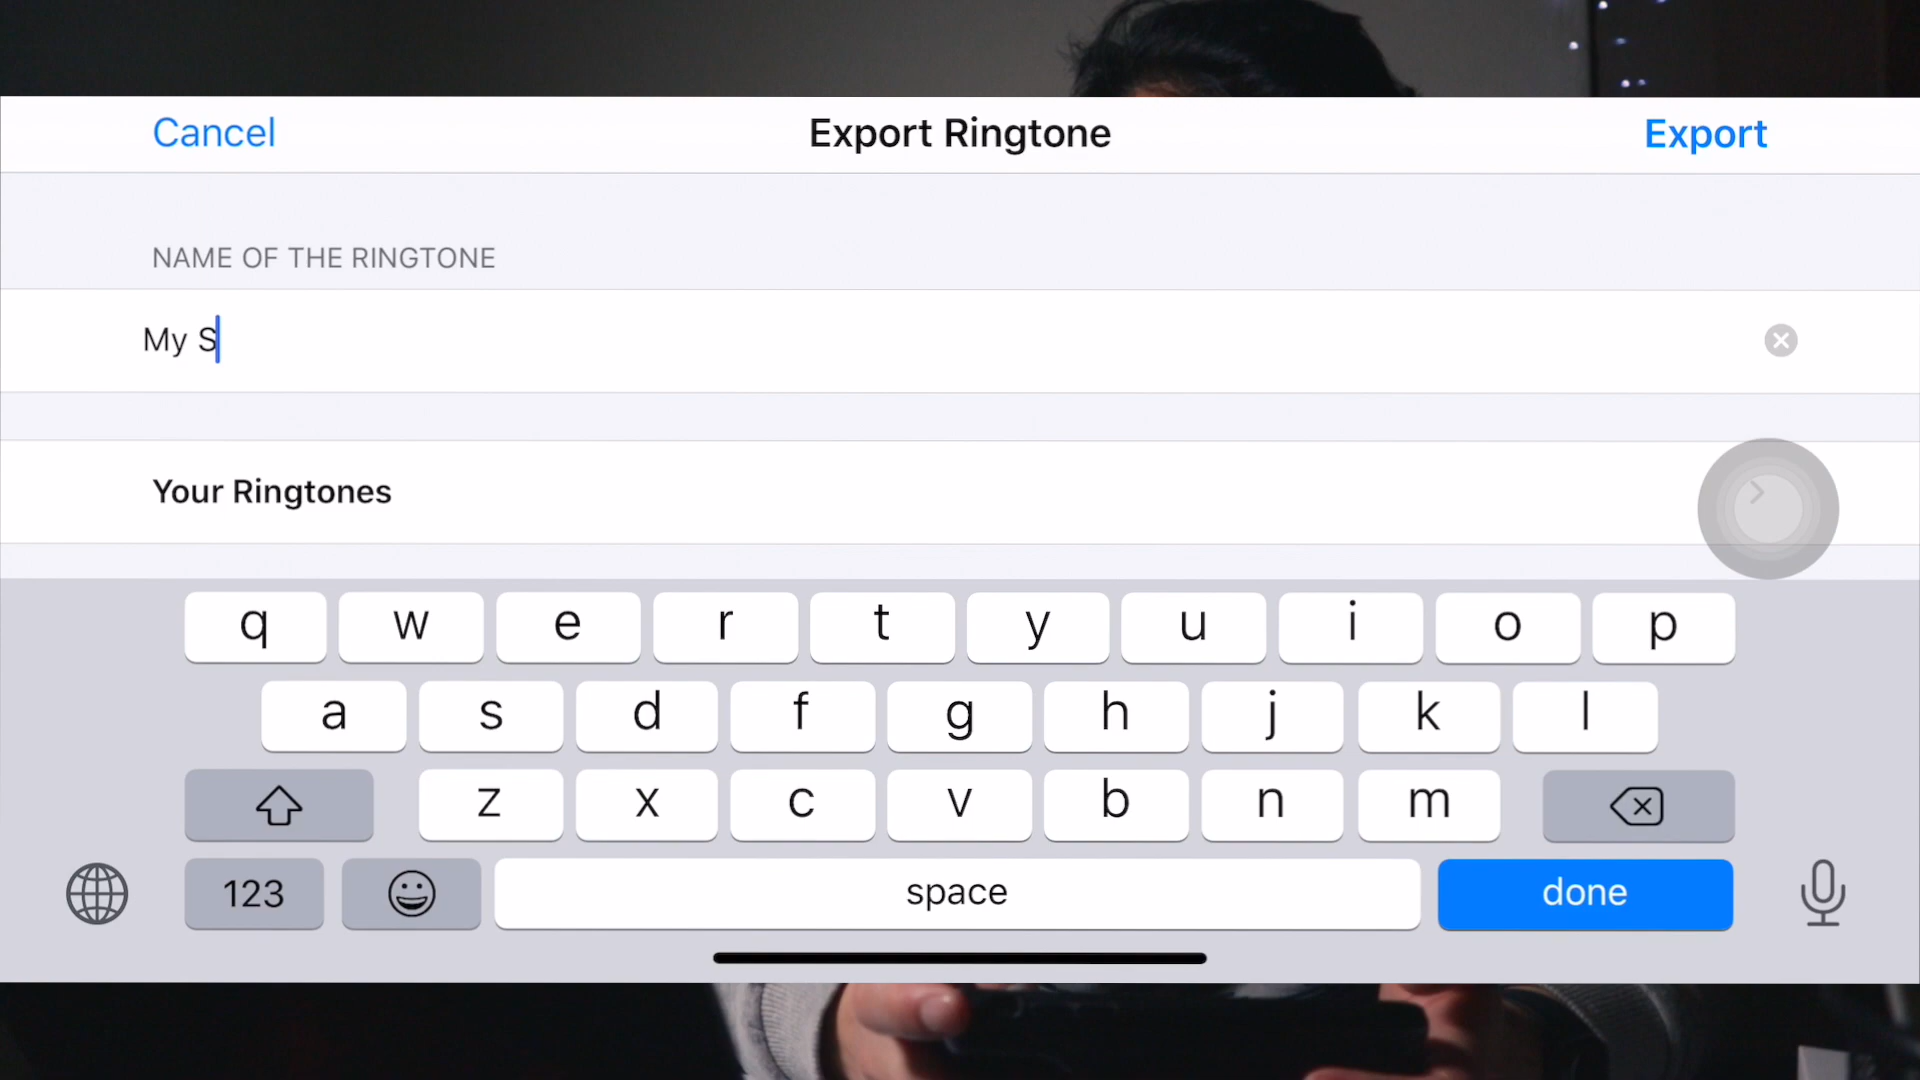 Cancel Export Ringtone Export
NAME OF THE RINGTONE
My S
Your Ringtones
q w e r t y u i o p
a s d f g h j k l
z x c v b n m
123 space done